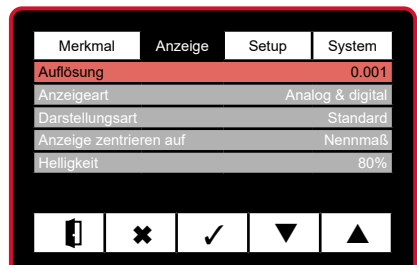 Merkmal Anzeige Setup System
Auflösung 0.001
Anzeigeart Analog & digital
Darstellungsart Standard
Anzeige zentrieren auf Nennmaß
Helligkeit 80%